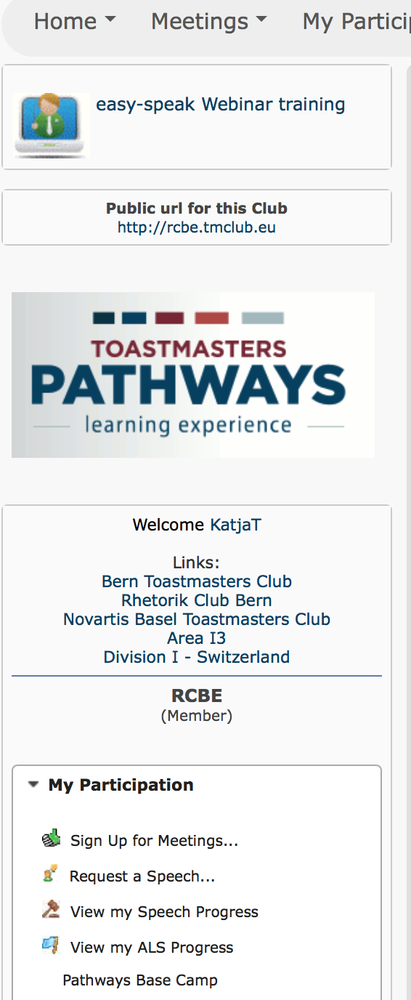 Home Meetings
easy-speak Webinar training
Public url for this Club
http://rcbe.tmclub.eu
TOASTMASTERS
PATHWAYS
learning experience
Welcome KatjaT
Links:
Bern Toastmasters Club
Rhetorik Club Bern
Novartis Basel Toastmasters Club
Area I3
Division I - Switzerland
RCBE
(Member)
My Participation
Sign Up for Meetings...
Request a Speech...
View my Speech Progress
View my ALS Progress
Pathways Base Camp